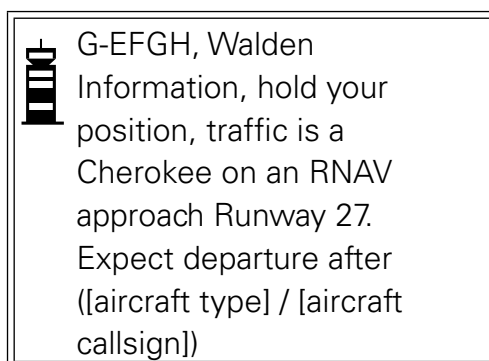 G-EFGH, Walden
Information, hold your
position, traffic is a
Cherokee on an RNAV
approach Runway 27.
Expect departure after
([aircraft type] / [aircraft
callsign])